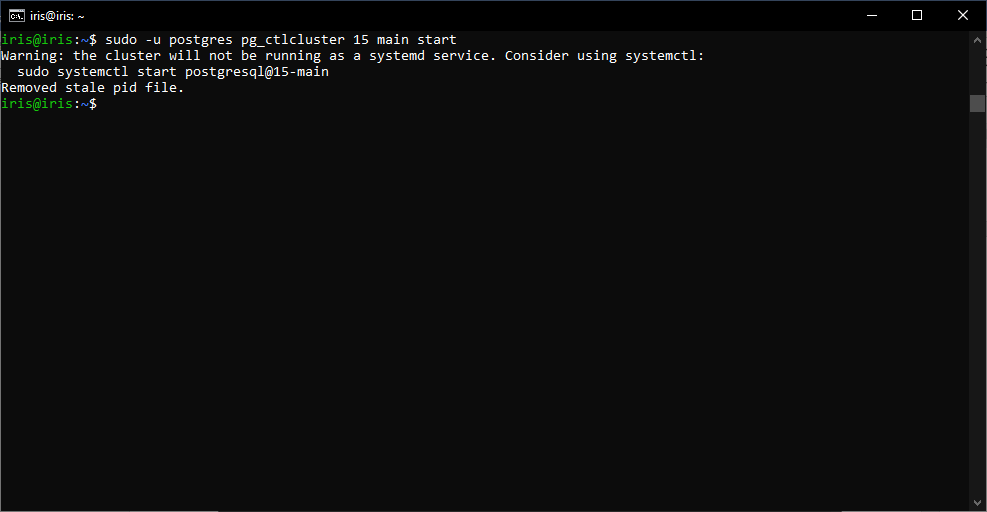 iris@iris: ~
iris@iris:~$ sudo -u postgres pg_ctlcluster 15 main start
Warning: the cluster will not be running as a systemd service. Consider using systemctl:
  sudo systemctl start postgresql@15-main
Removed stale pid file.
iris@iris:~$